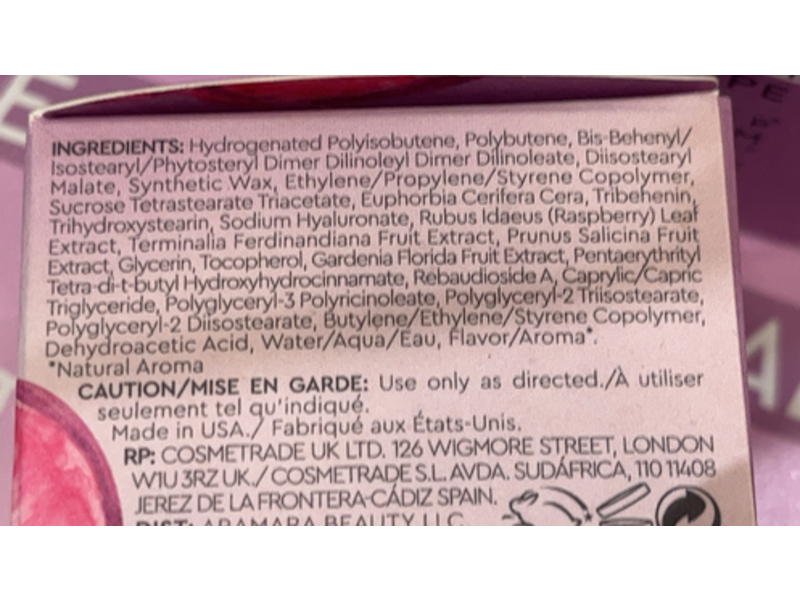 INGREDIENTS: Hydrogenated Polyisobutene, Polybutene, Bis-Behenyl/
Isostearyl/Phytosteryl Dimer Dilinoleyl Dimer Dilinoleate, Diisostearyl
Malate, Synthetic Wax, Ethylene/Propylene/Styrene Copolymer,
Sucrose Tetrastearate Triacetate, Euphorbia Cerifera Cera, Tribehenin,
Trihydroxystearin, Sodium Hyaluronate, Rubus Idaeus (Raspberry) Leaf
Extract, Terminalia Ferdinandiana Fruit Extract, Prunus Salicina Fruit
Extract, Glycerin, Tocopherol, Gardenia Florida Fruit Extract, Pentaerythrityl
Tetra-di-t-butyl Hydroxyhydrocinnamate, Rebaudioside A, Caprylic/Capric
Triglyceride, Polyglyceryl-3 Polyricinoleate, Polyglyceryl-2 Triisostearate,
Polyglyceryl-2 Diisostearate, Butylene/Ethylene/Styrene Copolymer,
Dehydroacetic Acid, Water/Aqua/Eau, Flavor/Aroma*.
*Natural Aroma
CAUTION/MISE EN GARDE: Use only as directed./À utiliser
seulement tel qu'indiqué.
Made in USA./ Fabriqué aux États-Unis.
RP: COSMETRADE UK LTD. 126 WIGMORE STREET, LONDON
W1U 3RZ UK./ COSMETRADE S.L. AVDA. SUDÁFRICA, 110 11408
JEREZ DE LA FRONTERA-CÁDIZ SPAIN.
DIST: ARAMARA BEAUTY LLC